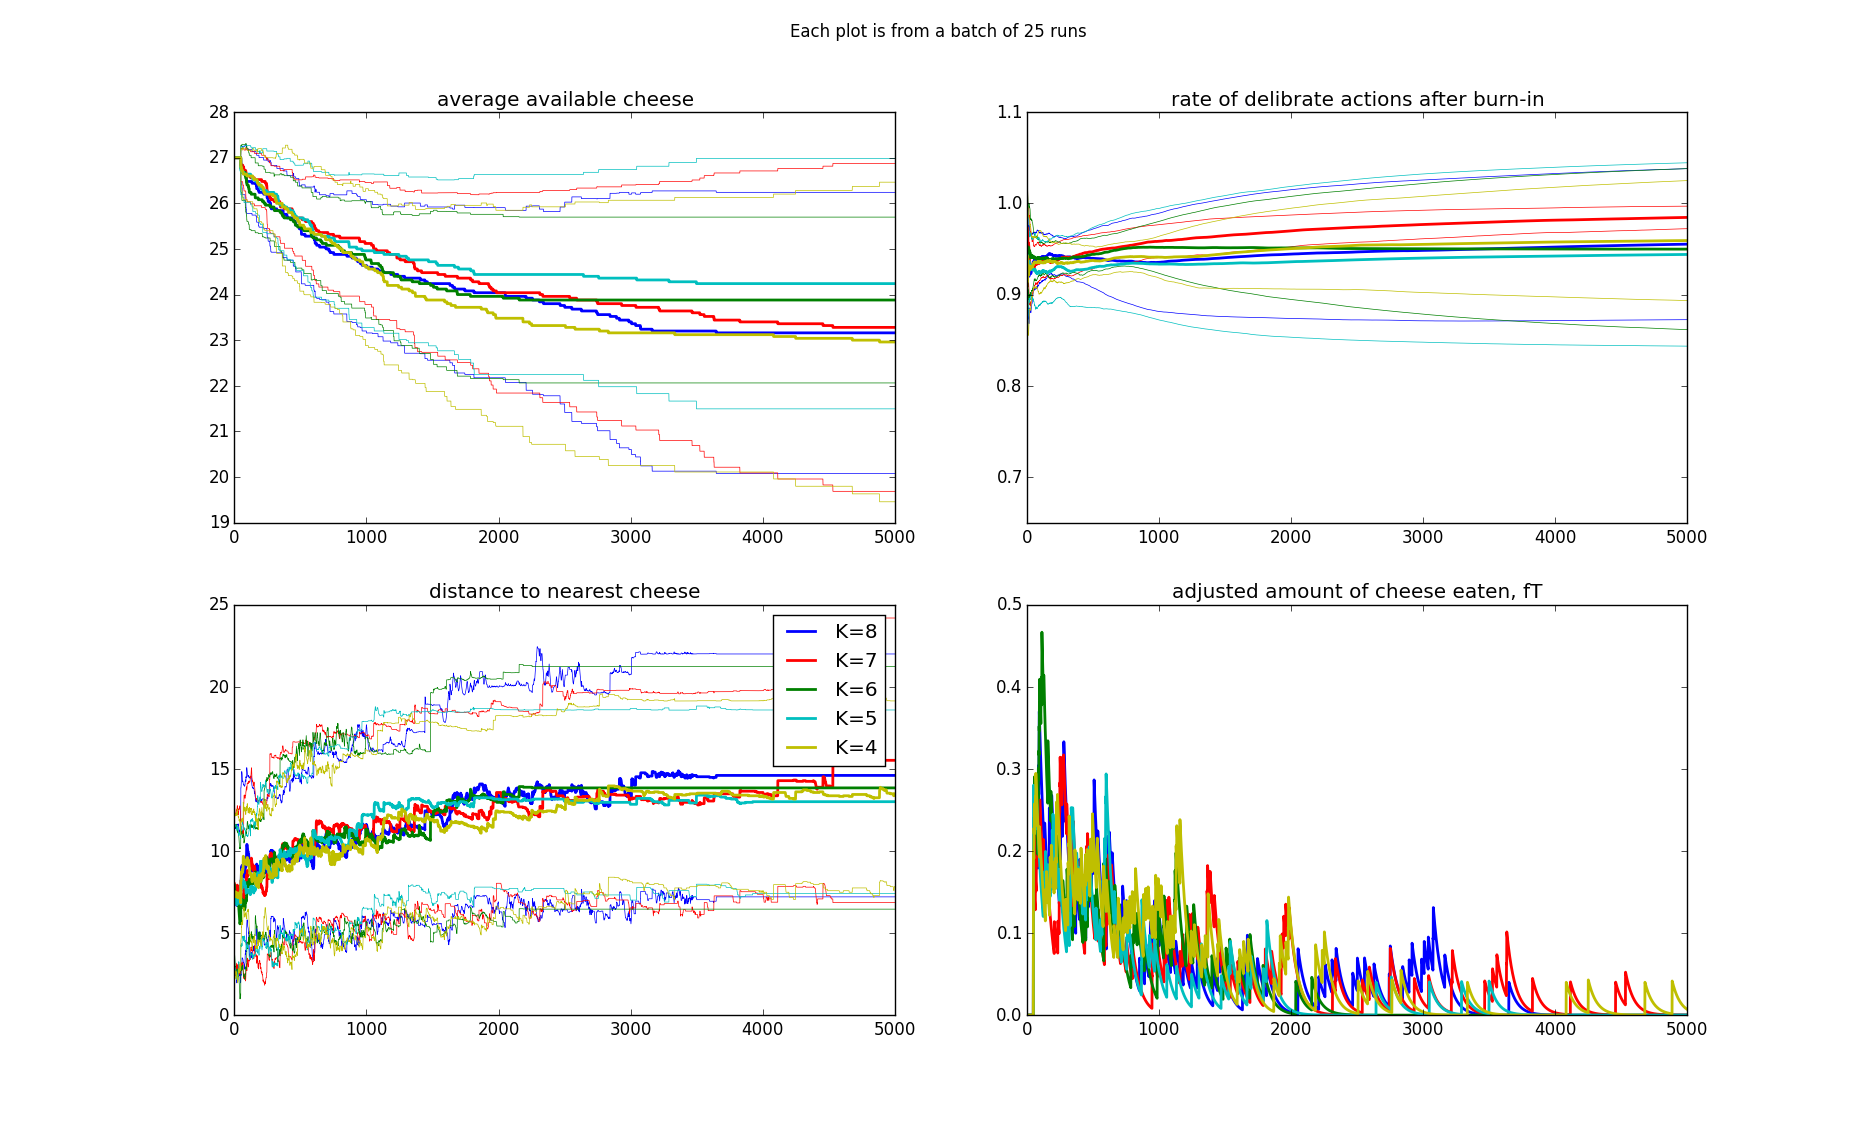 Each plot is from a batch of 25 runs
average available cheese
28
27
26
25
24
23
22
21
20
19
0 1000 2000 3000 4000 5000
rate of delibrate actions after burn-in
1.1
1.0
0.9
0.8
0.7
0 1000 2000 3000 4000 5000
distance to nearest cheese
25
20
15
10
5
0
0 1000 2000 3000 4000 5000
K=8
K=7
K=6
K=5
K=4
adjusted amount of cheese eaten, fT
0.5
0.4
0.3
0.2
0.1
0.0
0 1000 2000 3000 4000 5000